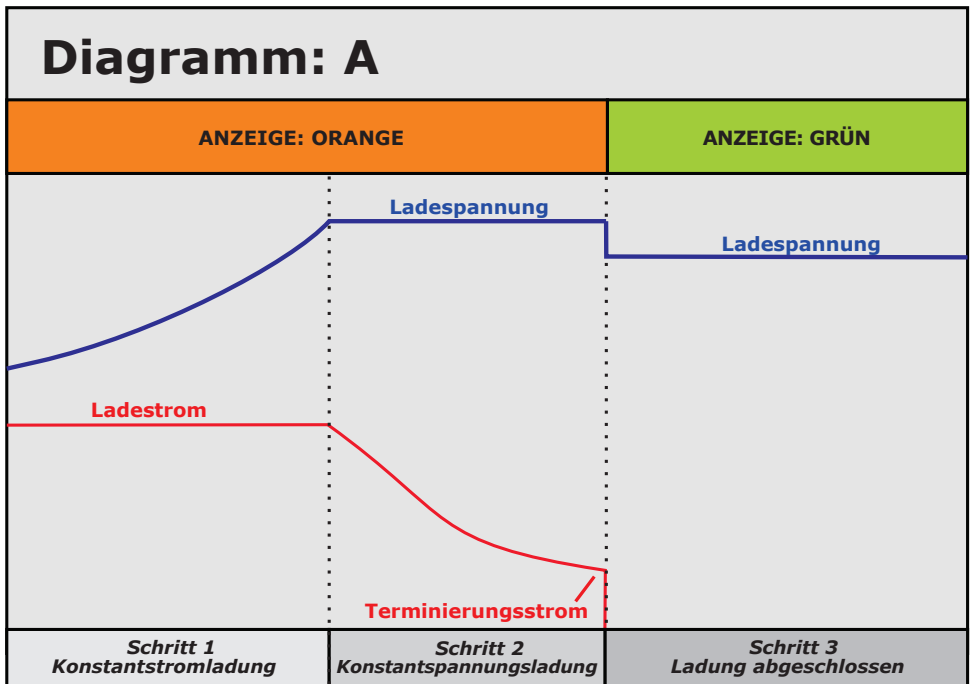 Diagramm: A
ANZEIGE: ORANGE
ANZEIGE: GRÜN
Ladespannung
Ladespannung
Ladestrom
Terminierungsstrom
Schritt 1
Konstantstromladung
Schritt 2
Konstantspannungsladung
Schritt 3
Ladung abgeschlossen